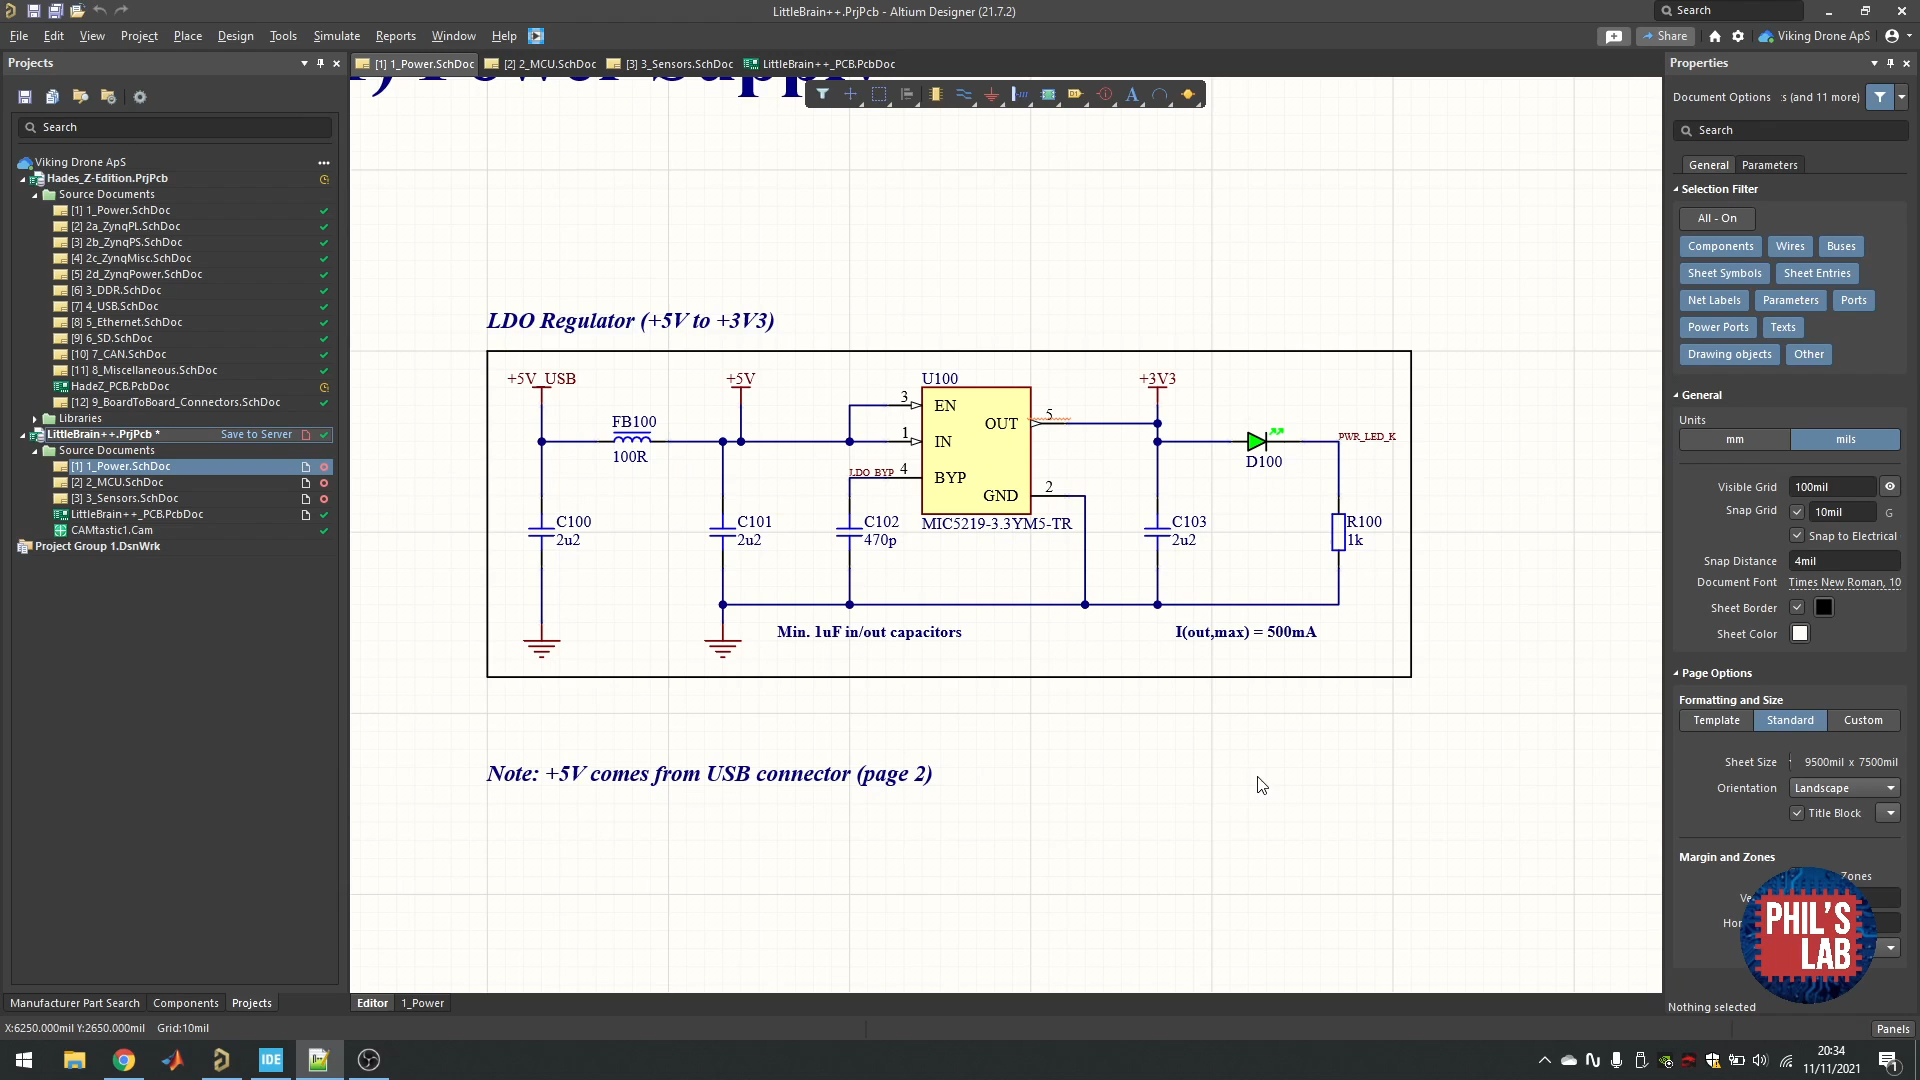 LittleBrain++.PrjPcb - Altium Designer (21.7.2)
Search
File Edit View Project Place Design Tools Simulate Reports Window Help
Share
Viking Drone ApS
Projects
[1] 1_Power.SchDoc
[2] 2_MCU.SchDoc
[3] 3_Sensors.SchDoc
LittleBrain++_PCB.PcbDoc
Properties
Document Options
(and 11 more)
Search
Search
Viking Drone ApS
Hades_Z-Edition.PrjPcb
Source Documents
[1] 1_Power.SchDoc
[2] 2a_ZynqPL.SchDoc
[3] 2b_ZynqPS.SchDoc
[4] 2c_ZynqMisc.SchDoc
[5] 2d_ZynqPower.SchDoc
[6] 3_DDR.SchDoc
[7] 4_USB.SchDoc
[8] 5_Ethernet.SchDoc
[9] 6_SD.SchDoc
[10] 7_CAN.SchDoc
[11] 8_Miscellaneous.SchDoc
HadeZ_PCB.PcbDoc
[12] 9_BoardToBoard_Connectors.SchDoc
Libraries
LittleBrain++.PrjPcb *
Save to Server
Source Documents
[1] 1_Power.SchDoc
[2] 2_MCU.SchDoc
[3] 3_Sensors.SchDoc
LittleBrain++_PCB.PcbDoc
CAMtastic1.Cam
Project Group 1.DsnWrk
Manufacturer Part Search
Components
Projects
LDO Regulator (+5V to +3V3)
+5V_USB
+5V
U100
+3V3
3
EN
OUT
5
FB100
100R
1
IN
LDO_BYP
4
BYP
GND
2
MIC5219-3.3YM5-TR
D100
PWR_LED_K
C100
2u2
C101
2u2
C102
470p
C103
2u2
R100
1k
Min. 1uF in/out capacitors
I(out,max) = 500mA
Note: +5V comes from USB connector (page 2)
Editor
1_Power
General
Parameters
Selection Filter
All - On
Components
Wires
Buses
Sheet Symbols
Sheet Entries
Net Labels
Parameters
Ports
Power Ports
Texts
Drawing objects
Other
General
Units
mm
mils
Visible Grid
100mil
Snap Grid
10mil
G
Snap to Electrical
Snap Distance
4mil
Document Font
Times New Roman, 10
Sheet Border
Sheet Color
Page Options
Formatting and Size
Template
Standard
Custom
Sheet Size
9500mil x 7500mil
Orientation
Landscape
Title Block
Margin and Zones
Zones
PHIL'S
LAB
Nothing selected
X:6250.000mil Y:2650.000mil Grid:10mil
Panels
IDE
20:34
11/11/2021
1